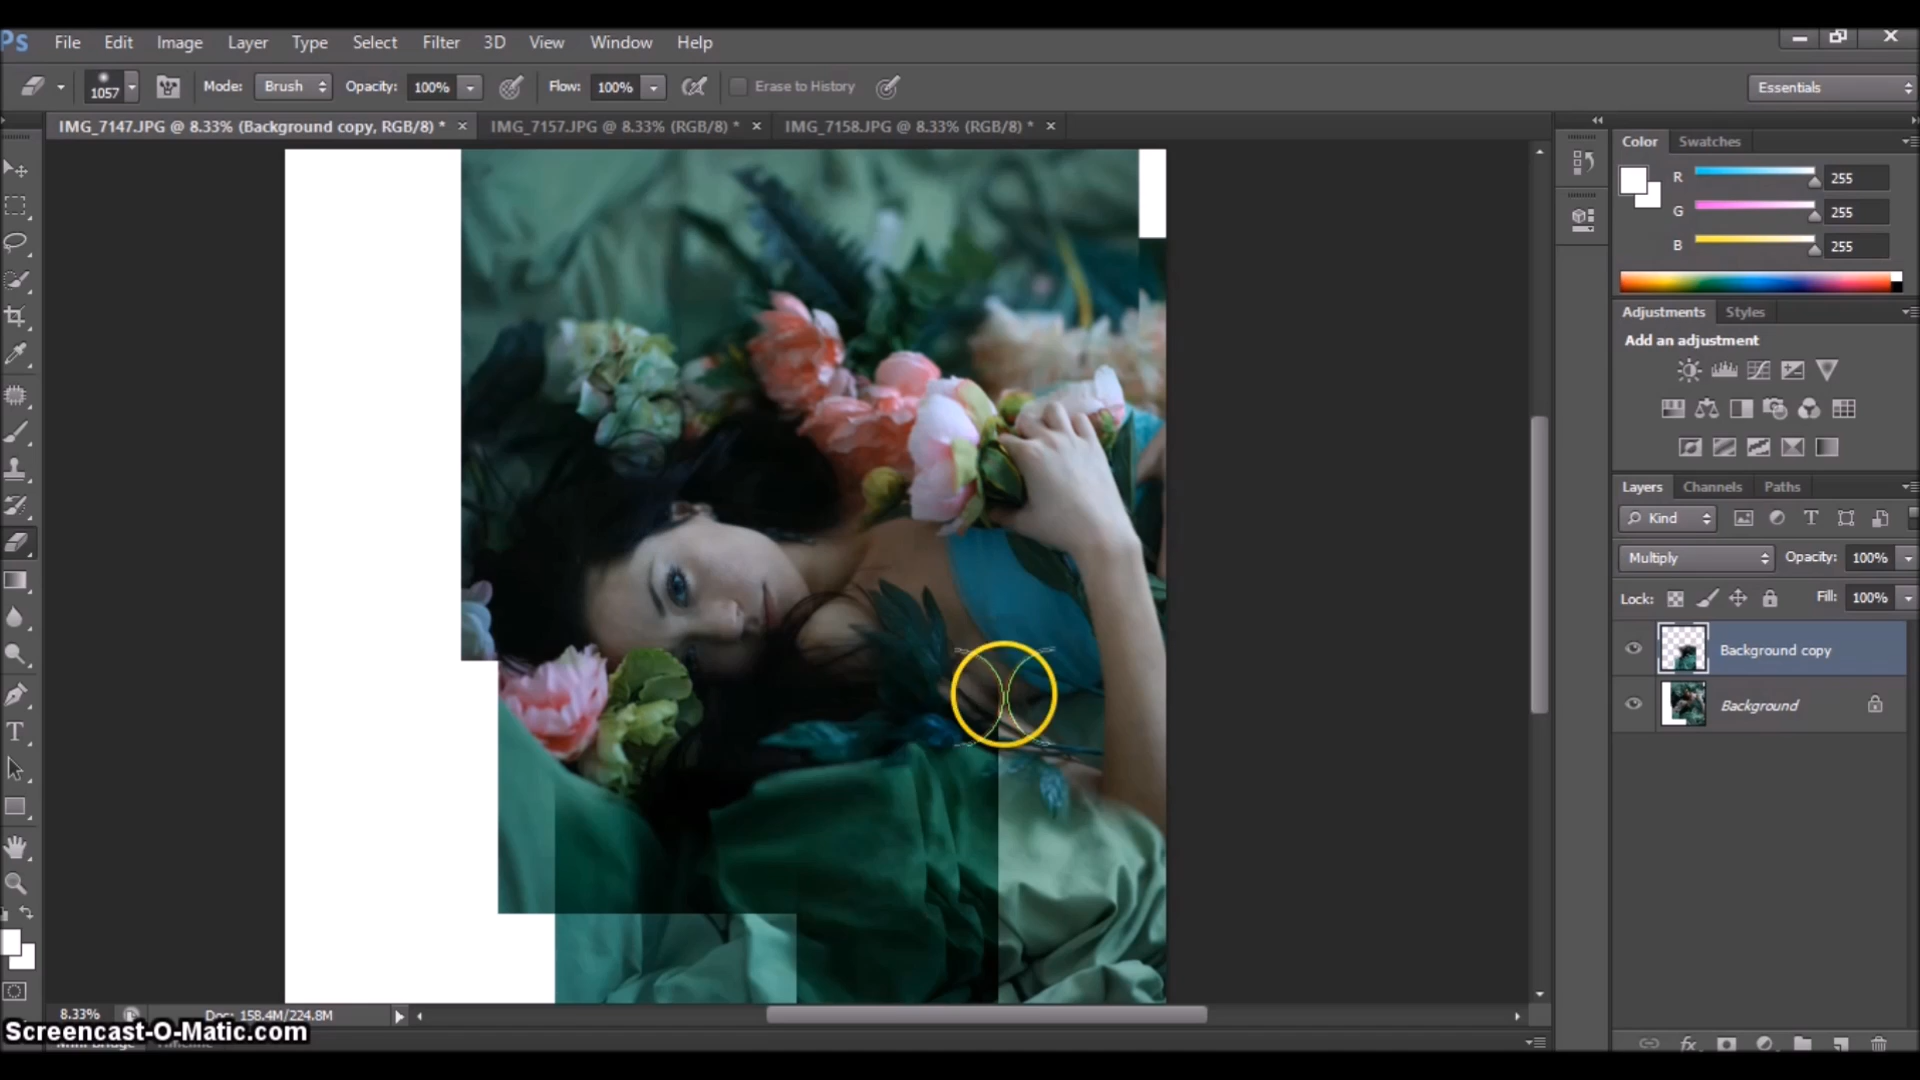 Ps File Edit Image Layer Type Select Filter 3D View Window Help
1057 Mode: Brush Opacity: 100% Flow: 100% Erase to History Essentials
IMG_7147.JPG @ 8.33% (Background copy, RGB/8) * × IMG_7157.JPG @ 8.33% (RGB/8) * × IMG_7158.JPG @ 8.33% (RGB/8) * ×
Color Swatches
R 255
G 255
B 255
Adjustments Styles
Add an adjustment
Layers Channels Paths
Kind
Multiply Opacity: 100%
Lock: Fill: 100%
Background copy
Background
8.33% Doc: 158.4M/224.8M
Screencast-O-Matic.com
Mini Bridge Timeline